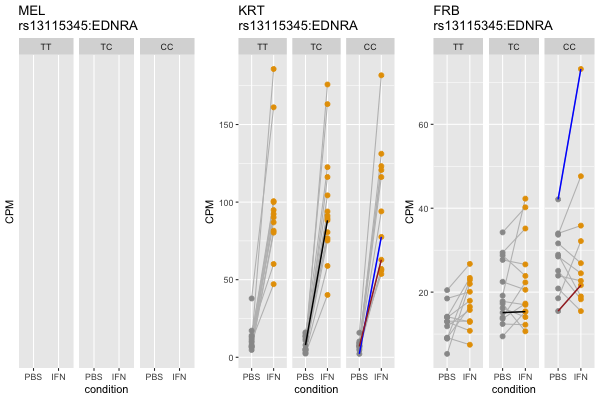 MEL
rs13115345:EDNRA
TT TC CC
CPM
PBS IFN PBS IFN PBS IFN
condition
KRT
rs13115345:EDNRA
TT TC CC
CPM
150
100
50
0
PBS IFN PBS IFN PBS IFN
condition
FRB
rs13115345:EDNRA
TT TC CC
CPM
60
40
20
PBS IFN PBS IFN PBS IFN
condition